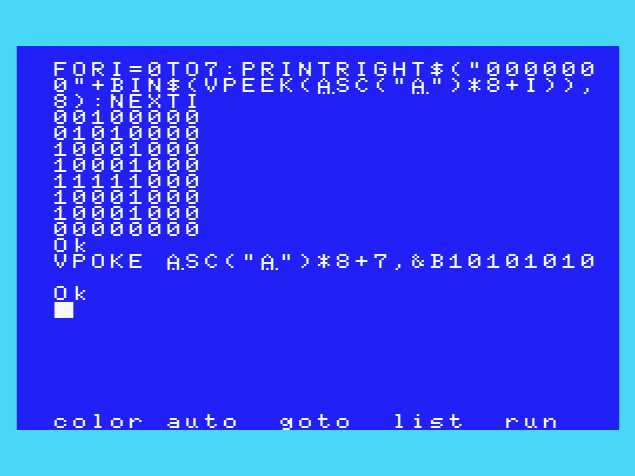 FORI=0TO7:PRINTRIGHT$("000000
0"+BIN$(VPEEK(ASC("A")*8+I)),
8):NEXTI
00100000
01010000
10001000
10001000
11111000
10001000
10001000
00000000
Ok
VPOKE ASC("A")*8+7,&B10101010
Ok
color auto goto list run